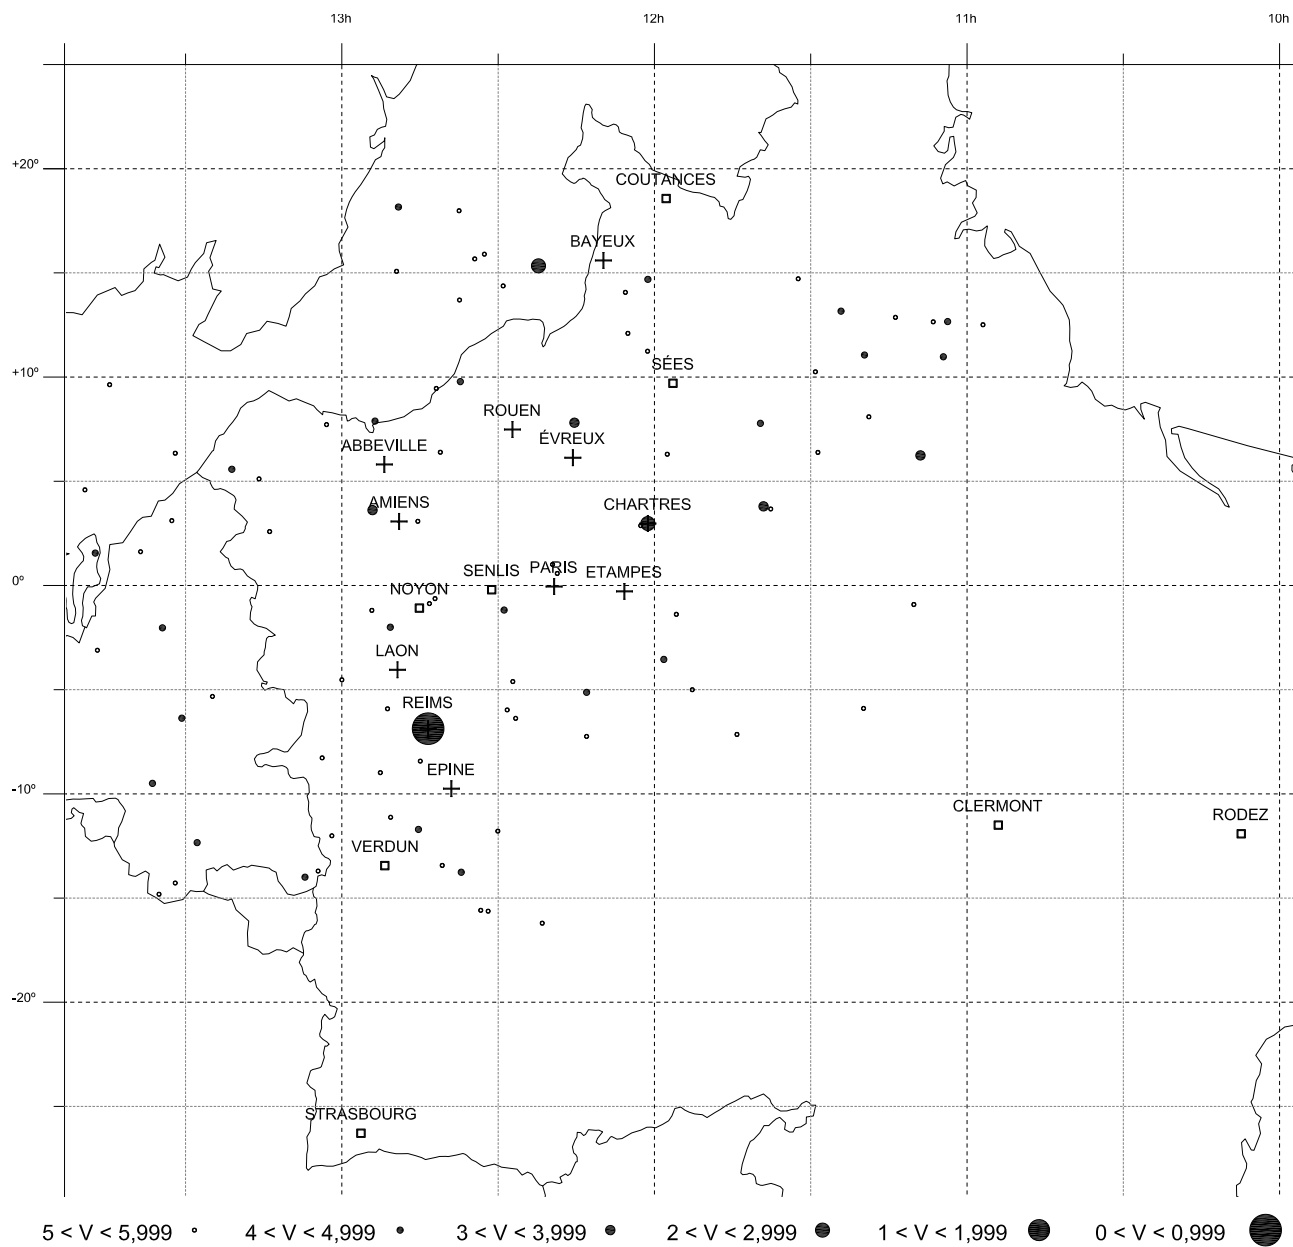 13h 12h 11h 10h
+20º
COUTANCES
BAYEUX
+10º
SÉES
ROUEN
ÉVREUX
ABBEVILLE
AMIENS
CHARTRES
0º
SENLIS PARIS ETAMPES
NOYON
LAON
REIMS
EPINE
-10º
CLERMONT
RODEZ
VERDUN
-20º
STRASBOURG
5 < V < 5,999 4 < V < 4,999 3 < V < 3,999 2 < V < 2,999 1 < V < 1,999 0 < V < 0,999